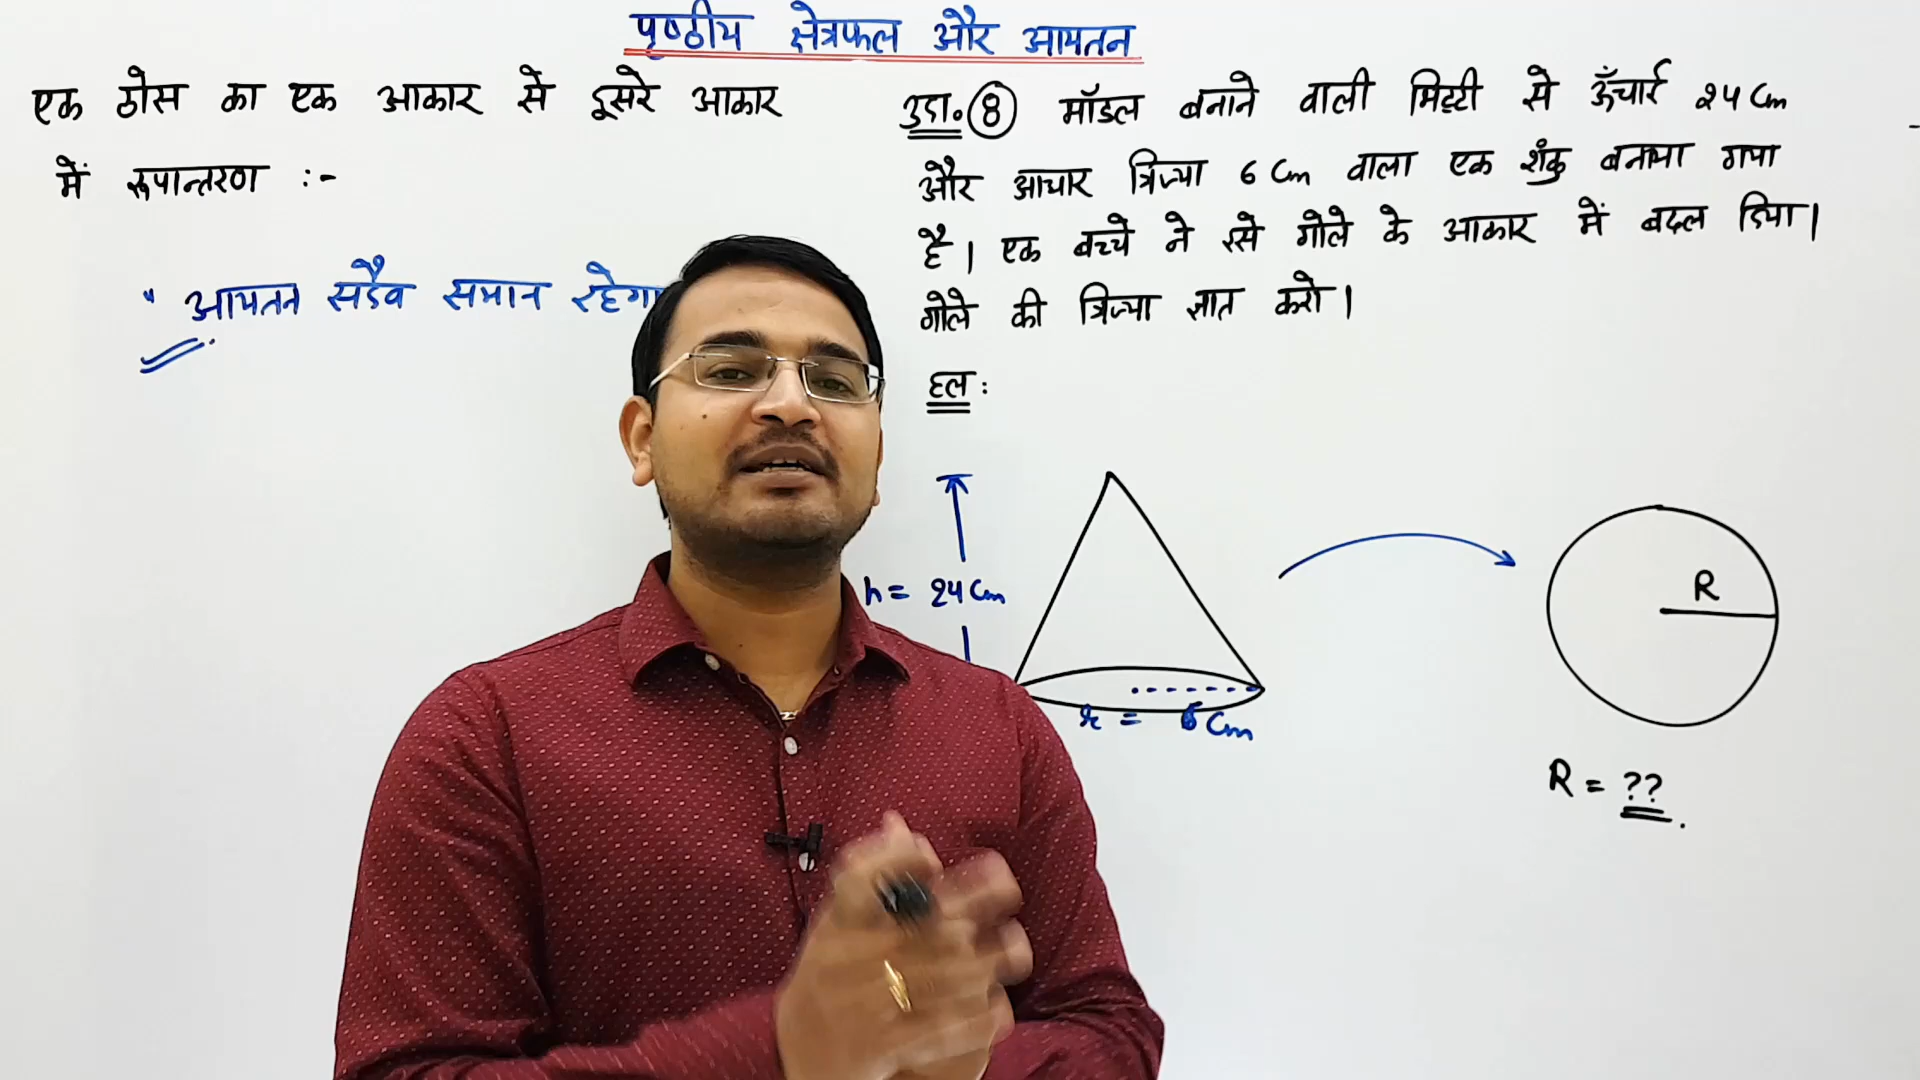 पृष्ठीय क्षेत्रफल और आयतन
एक ठोस का एक आकार से दूसरे आकार
में रूपान्तरण :-
* आयतन सदैव समान रहेगा
उदा. 8 मॉडल बनाने वाली मिट्टी से ऊँचाई 24 Cm
और आधार त्रिज्या 6 Cm वाला एक शंकु बनाया गया
है। एक बच्चे ने इसे गोले के आकार में बदल दिया।
गोले की त्रिज्या ज्ञात करो।
हल :
h = 24 Cm
r = 6 Cm
R
R = ??